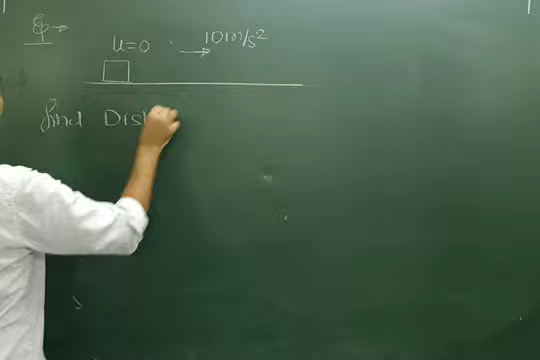 u=0 → 10m/s²
find Dist